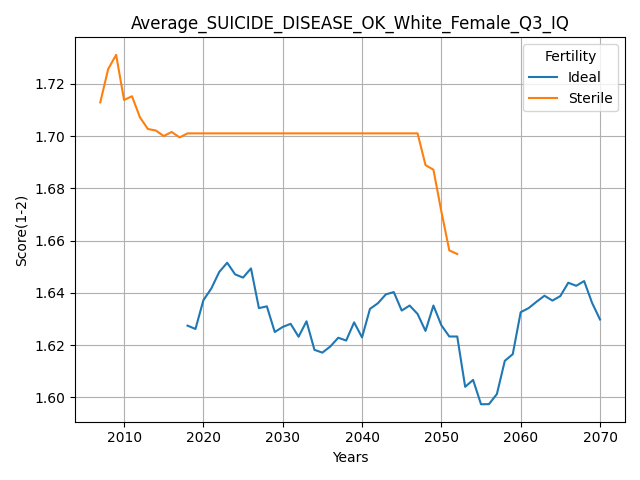 Average_SUICIDE_DISEASE_OK_White_Female_Q3_IQ
Fertility
Ideal
Sterile
Score(1-2)
1.72
1.70
1.68
1.66
1.64
1.62
1.60
2010 2020 2030 2040 2050 2060 2070
Years